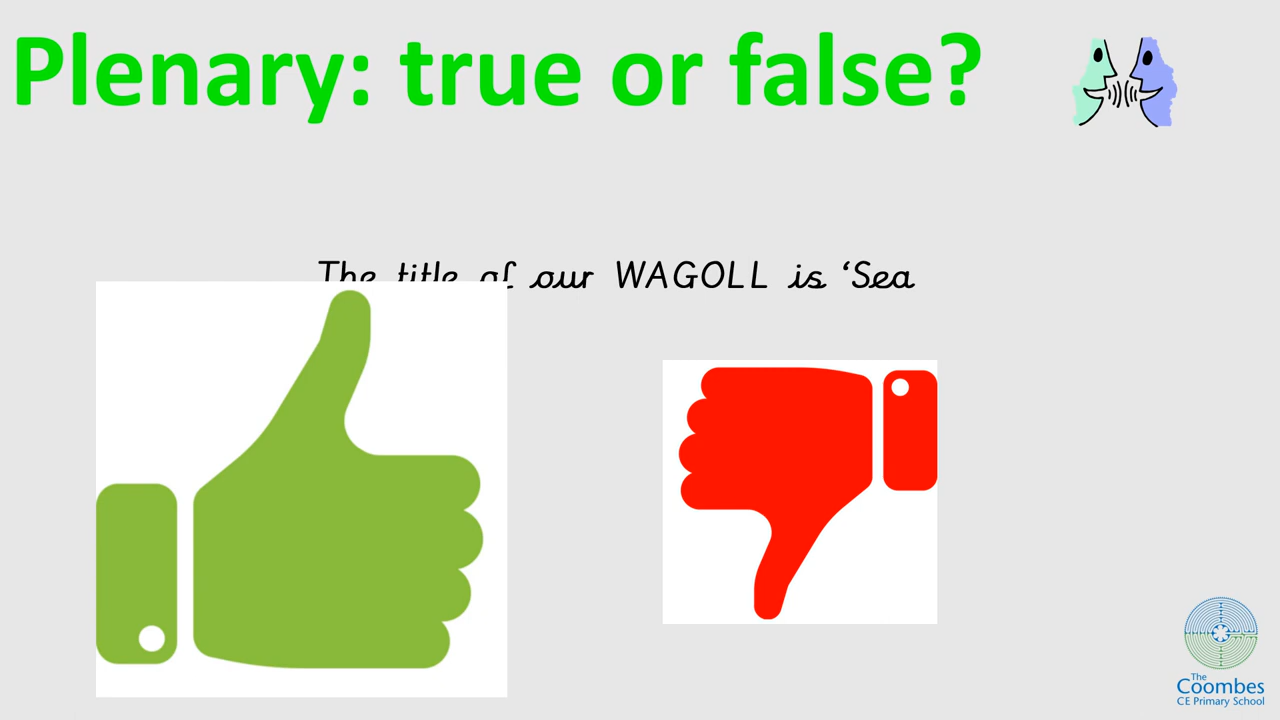 Plenary: true or false?
The title of our WAGOLL is ‘Sea
The
Coombes
CE Primary School